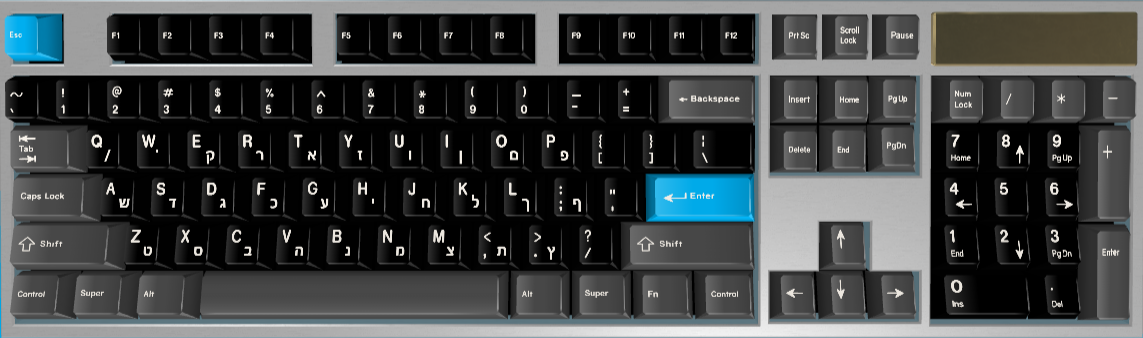 Esc F1 F2 F3 F4 F5 F6 F7 F8 F9 F10 F11 F12 Prt Sc Scroll Lock Pause
~ ` ! 1 @ 2 # 3 $ 4 % 5 ^ 6 & 7 * 8 ( 9 ) 0 — – + = ← Backspace Insert Home Pg Up Num Lock / * –
Tab Q / W ' E ק R ר T א Y ז U ו I ן O ם P פ { [ } ] ¦ \ Delete End Pg Dn 7 Home 8 ↑ 9 Pg Up +
Caps Lock A ש S ד D ג F כ G ע H י J ח K ל L ך : ; ף " ' , Enter 4 ← 5 6 →
Shift Z ט X ס C ב V ה B נ N מ M צ < , ת > . ץ ? / Shift ↑ 1 End 2 ↓ 3 Pg Dn Enter
Control Super Alt Alt Super Fn Control ← ↓ → 0 Ins . Del